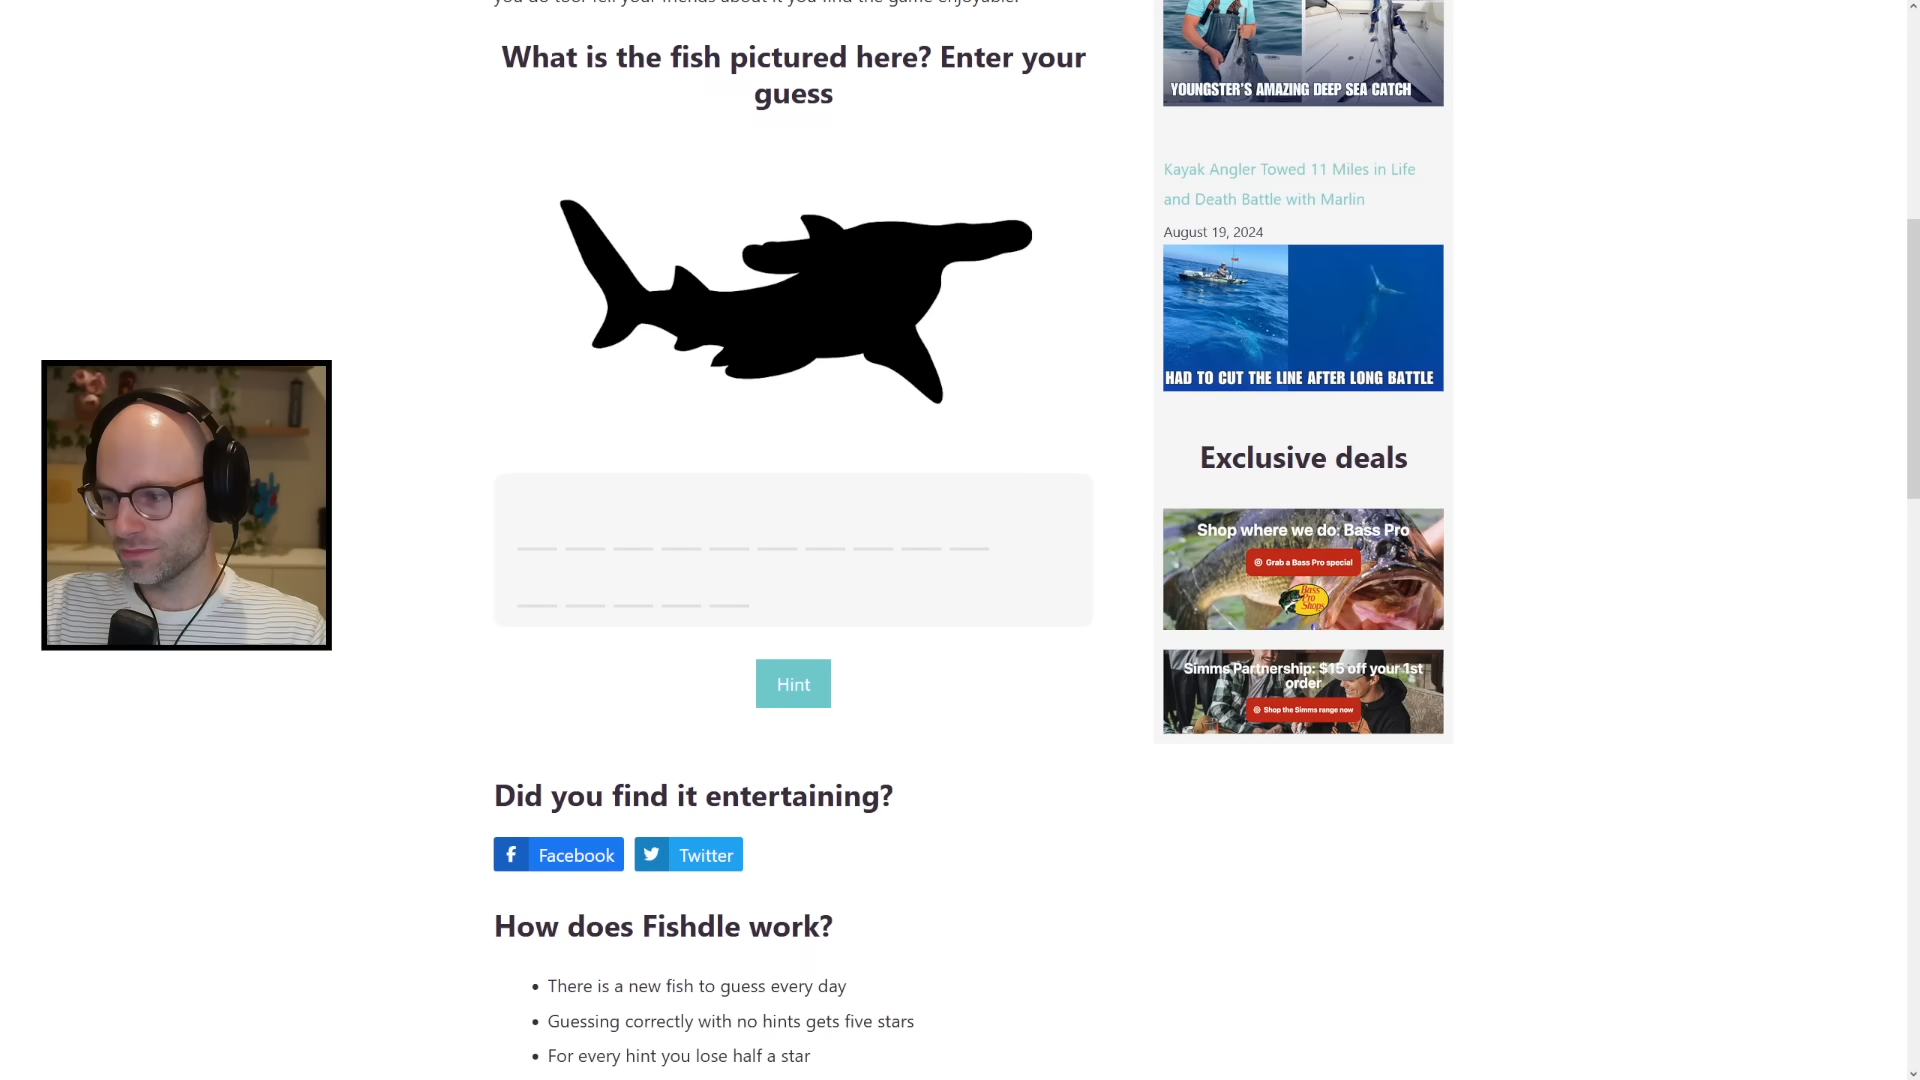 What is the fish pictured here? Enter your
guess
Hint
Did you find it entertaining?
Facebook
Twitter
How does Fishdle work?
There is a new fish to guess every day
Guessing correctly with no hints gets five stars
For every hint you lose half a star
YOUNGSTER'S AMAZING DEEP SEA CATCH
Kayak Angler Towed 11 Miles in Life
and Death Battle with Marlin
August 19, 2024
HAD TO CUT THE LINE AFTER LONG BATTLE
Exclusive deals
Shop where we do: Bass Pro
Grab a Bass Pro special
Bass
Pro
Shops
Simms Partnership: $15 off your 1st
order
Shop the Simms range now